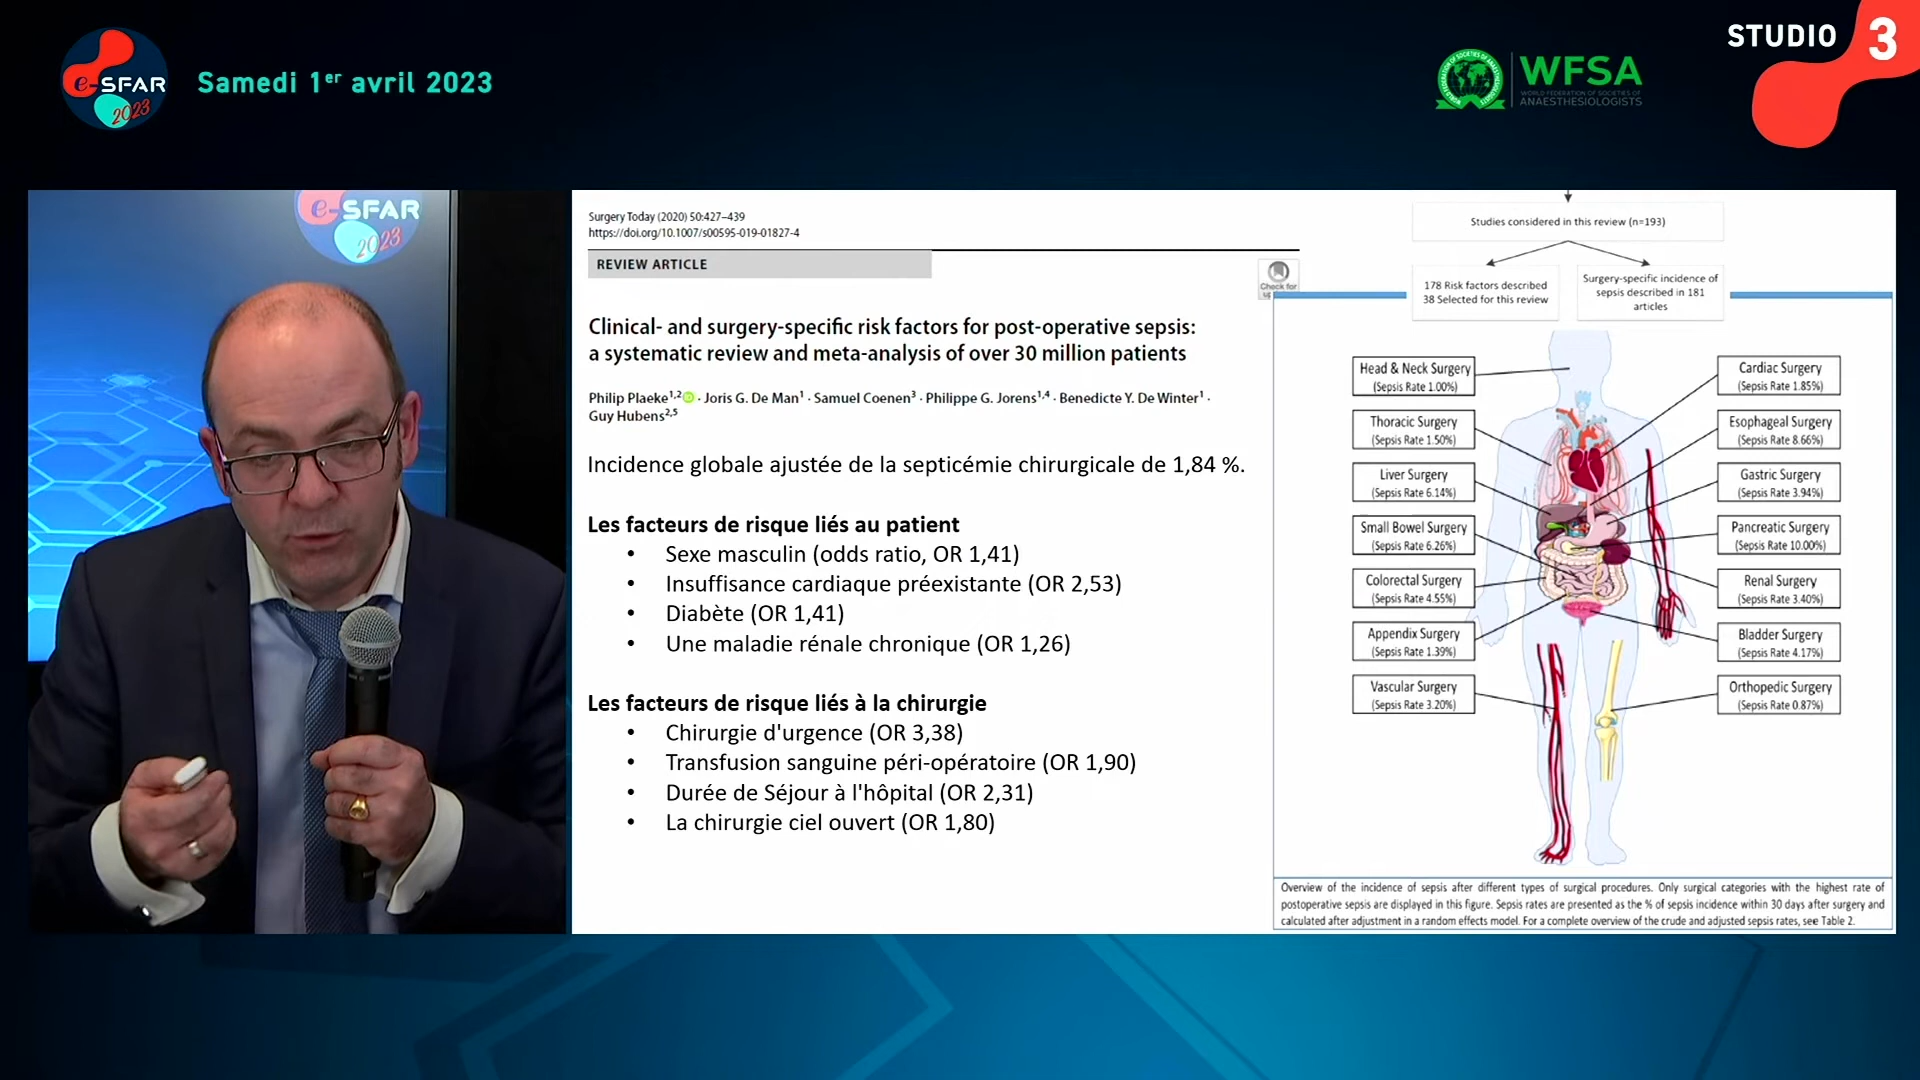 e-SFAR
2023
Samedi 1er avril 2023
WORLD FEDERATION OF SOCIETIES OF ANAESTHESIOLOGISTS
WFSA
WORLD FEDERATION OF SOCIETIES OF
ANAESTHESIOLOGISTS
STUDIO 3
e-SFAR
2023
Surgery Today (2020) 50:427–439
https://doi.org/10.1007/s00595-019-01827-4
REVIEW ARTICLE
Check for
Clinical- and surgery-specific risk factors for post-operative sepsis:
a systematic review and meta-analysis of over 30 million patients
Philip Plaeke1,2 · Joris G. De Man1 · Samuel Coenen3 · Philippe G. Jorens1,4 · Benedicte Y. De Winter1 ·
Guy Hubens2,5
Incidence globale ajustée de la septicémie chirurgicale de 1,84 %.
Les facteurs de risque liés au patient
• Sexe masculin (odds ratio, OR 1,41)
• Insuffisance cardiaque préexistante (OR 2,53)
• Diabète (OR 1,41)
• Une maladie rénale chronique (OR 1,26)
Les facteurs de risque liés à la chirurgie
• Chirurgie d'urgence (OR 3,38)
• Transfusion sanguine péri-opératoire (OR 1,90)
• Durée de Séjour à l'hôpital (OR 2,31)
• La chirurgie ciel ouvert (OR 1,80)
Studies considered in this review (n=193)
178 Risk factors described
38 Selected for this review
Surgery-specific incidence of
sepsis described in 181
articles
Head & Neck Surgery
(Sepsis Rate 1.00%)
Thoracic Surgery
(Sepsis Rate 1.50%)
Liver Surgery
(Sepsis Rate 6.14%)
Small Bowel Surgery
(Sepsis Rate 6.26%)
Colorectal Surgery
(Sepsis Rate 4.55%)
Appendix Surgery
(Sepsis Rate 1.39%)
Vascular Surgery
(Sepsis Rate 3.20%)
Cardiac Surgery
(Sepsis Rate 1.85%)
Esophageal Surgery
(Sepsis Rate 8.66%)
Gastric Surgery
(Sepsis Rate 3.94%)
Pancreatic Surgery
(Sepsis Rate 10.00%)
Renal Surgery
(Sepsis Rate 3.40%)
Bladder Surgery
(Sepsis Rate 4.17%)
Orthopedic Surgery
(Sepsis Rate 0.87%)
Overview of the incidence of sepsis after different types of surgical procedures. Only surgical categories with the highest rate of
postoperative sepsis are displayed in this figure. Sepsis rates are presented as the % of sepsis incidence within 30 days after surgery and
calculated after adjustment in a random effects model. For a complete overview of the crude and adjusted sepsis rates, see Table 2.